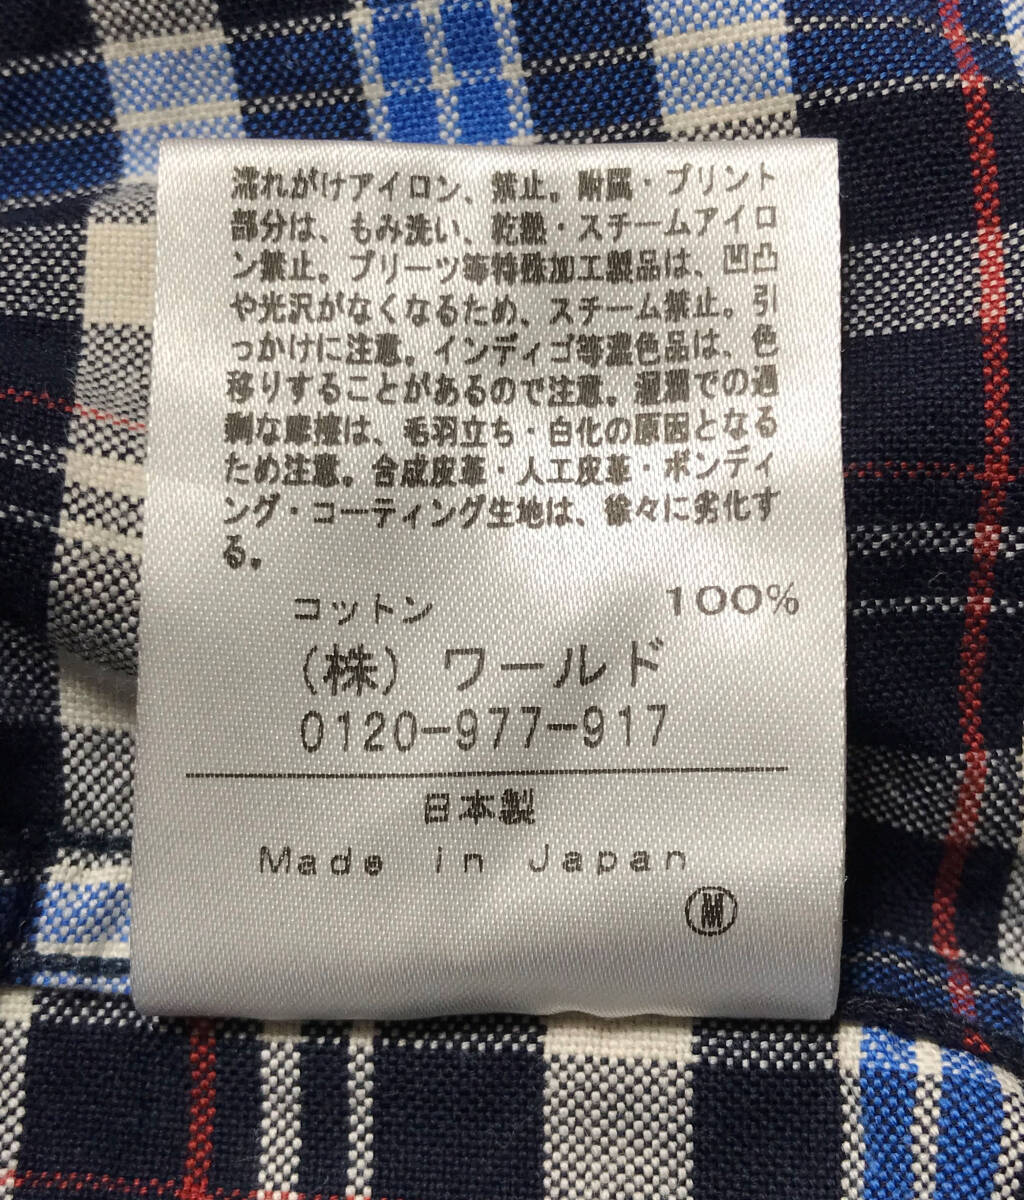 濡れがけアイロン、禁止。附属・プリント
部分は、もみ洗い、乾熱・スチームアイロ
ン禁止。プリーツ等特殊加工製品は、凹凸
や光沢がなくなるため、スチーム禁止。引
っかけに注意。インディゴ等濃色品は、色
移りすることがあるので注意。湿潤での過
剰な摩擦は、毛羽立ち・白化の原因となる
ため注意。合成皮革・人工皮革・ボンディ
ング・コーティング生地は、徐々に劣化す
る。
コットン 100%
(株) ワールド
0120-977-917
日本製
Made in Japan
M